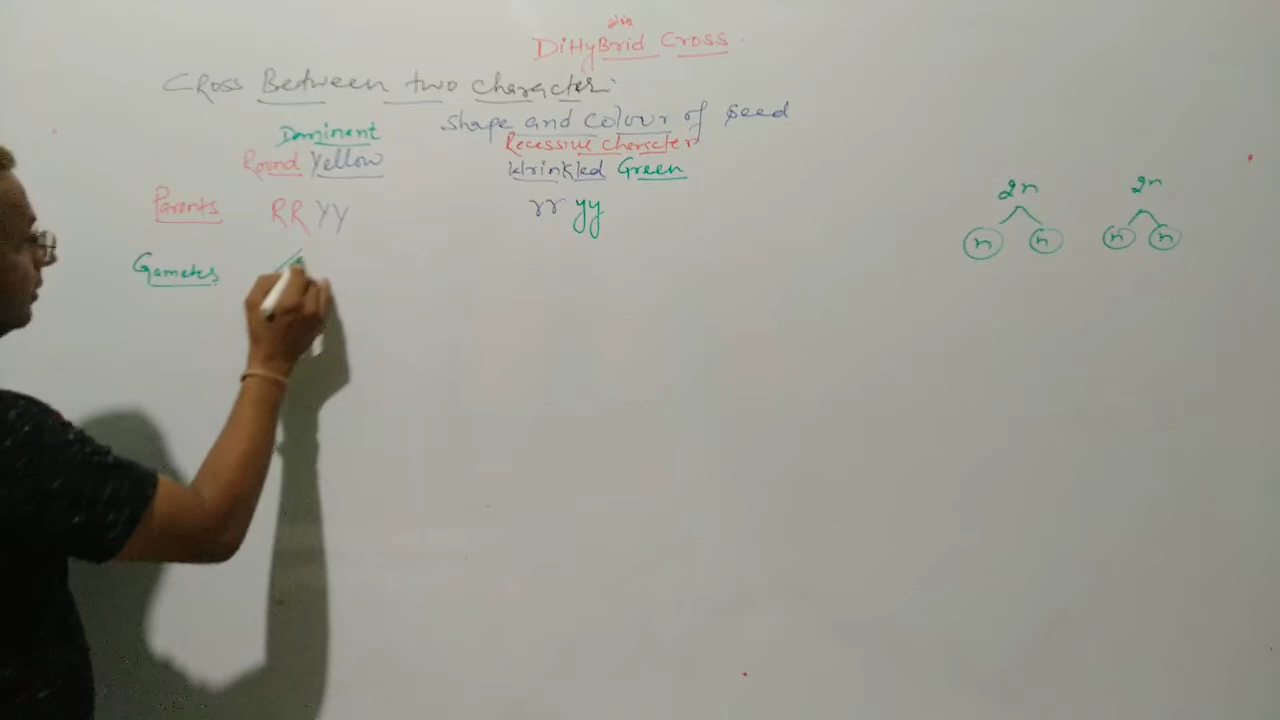 DiHyBrid Cross
CRoss Between two character:
Shape and Colour of Seed
Dominant
Recessive character
Round Yellow
Wrinkled Green
Parents RR YY rr yy
Gametes
2n 2n
n n n n